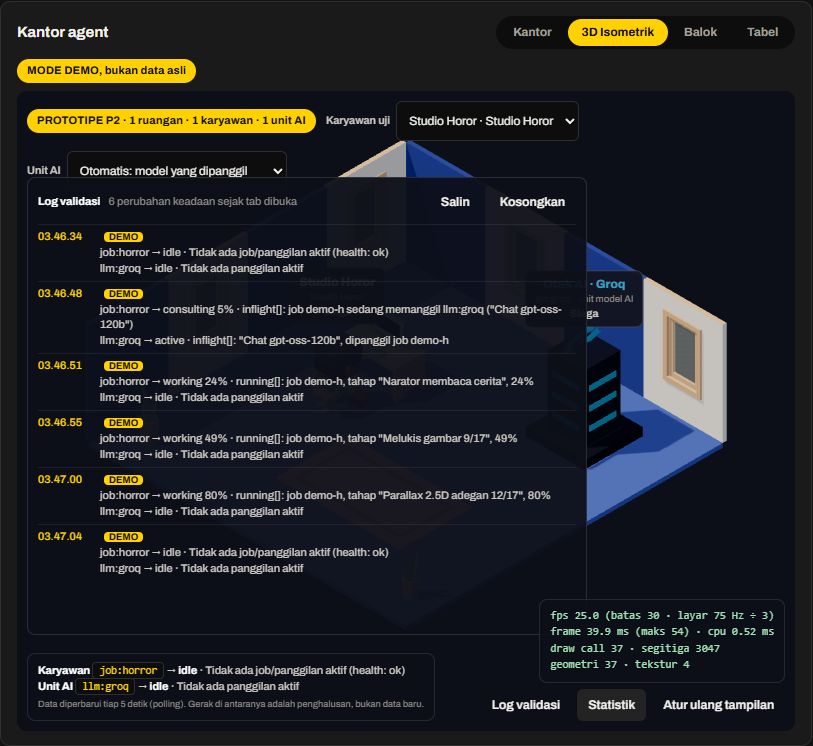 Kantor agent
Kantor
3D Isometrik
Balok
Tabel
MODE DEMO, bukan data asli
PROTOTIPE P2 · 1 ruangan · 1 karyawan · 1 unit AI
Karyawan uji
Studio Horor · Studio Horor
Unit AI
Otomatis: model yang dipanggil
Log validasi
6 perubahan keadaan sejak tab dibuka
Salin
Kosongkan
03.46.34
DEMO
job:horror → idle · Tidak ada job/panggilan aktif (health: ok)
llm:groq → idle · Tidak ada panggilan aktif
Studio Horor
· Groq
unit model AI
03.46.48
DEMO
job:horror → consulting 5% · inflight[]: job demo-h sedang memanggil llm:groq ("Chat gpt-oss-
120b")
llm:groq → active · inflight[]: "Chat gpt-oss-120b", dipanggil job demo-h
03.46.51
DEMO
job:horror → working 24% · running[]: job demo-h, tahap "Narator membaca cerita", 24%
llm:groq → idle · Tidak ada panggilan aktif
03.46.55
DEMO
job:horror → working 49% · running[]: job demo-h, tahap "Melukis gambar 9/17", 49%
llm:groq → idle · Tidak ada panggilan aktif
03.47.00
DEMO
job:horror → working 80% · running[]: job demo-h, tahap "Parallax 2.5D adegan 12/17", 80%
llm:groq → idle · Tidak ada panggilan aktif
03.47.04
DEMO
job:horror → idle · Tidak ada job/panggilan aktif (health: ok)
llm:groq → idle · Tidak ada panggilan aktif
fps 25.0 (batas 30 · layar 75 Hz ÷ 3)
frame 39.9 ms (maks 54) · cpu 0.52 ms
draw call 37 · segitiga 3047
geometri 37 · tekstur 4
Karyawan job:horror → idle · Tidak ada job/panggilan aktif (health: ok)
Unit AI llm:groq → idle · Tidak ada panggilan aktif
Data diperbarui tiap 5 detik (polling). Gerak di antaranya adalah penghalusan, bukan data baru.
Log validasi
Statistik
Atur ulang tampilan